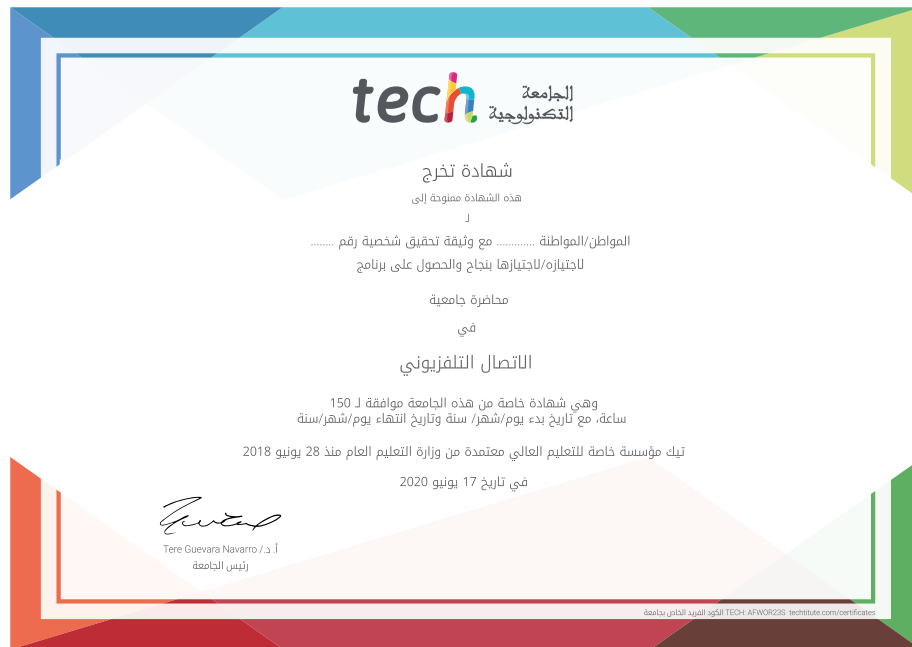 tech الجامعة
التكنولوجية
شهادة تخرج
هذه الشهادة ممنوحة إلى
لـ
المواطن/المواطنة ............. مع وثيقة تحقيق شخصية رقم ........
لاجتيازه/لاجتيازها بنجاح والحصول على برنامج
محاضرة جامعية
في
الاتصال التلفزيوني
وهي شهادة خاصة من هذه الجامعة موافقة لـ 150
ساعة، مع تاريخ بدء يوم/شهر/ سنة وتاريخ انتهاء يوم/شهر/سنة
تيك مؤسسة خاصة للتعليم العالي معتمدة من وزارة التعليم العام منذ 28 يونيو 2018
في تاريخ 17 يونيو 2020
أ. د./ Tere Guevara Navarro
رئيس الجامعة
الكود الفريد الخاص بجامعة TECH: AFWOR23S techtitute.com/certificates